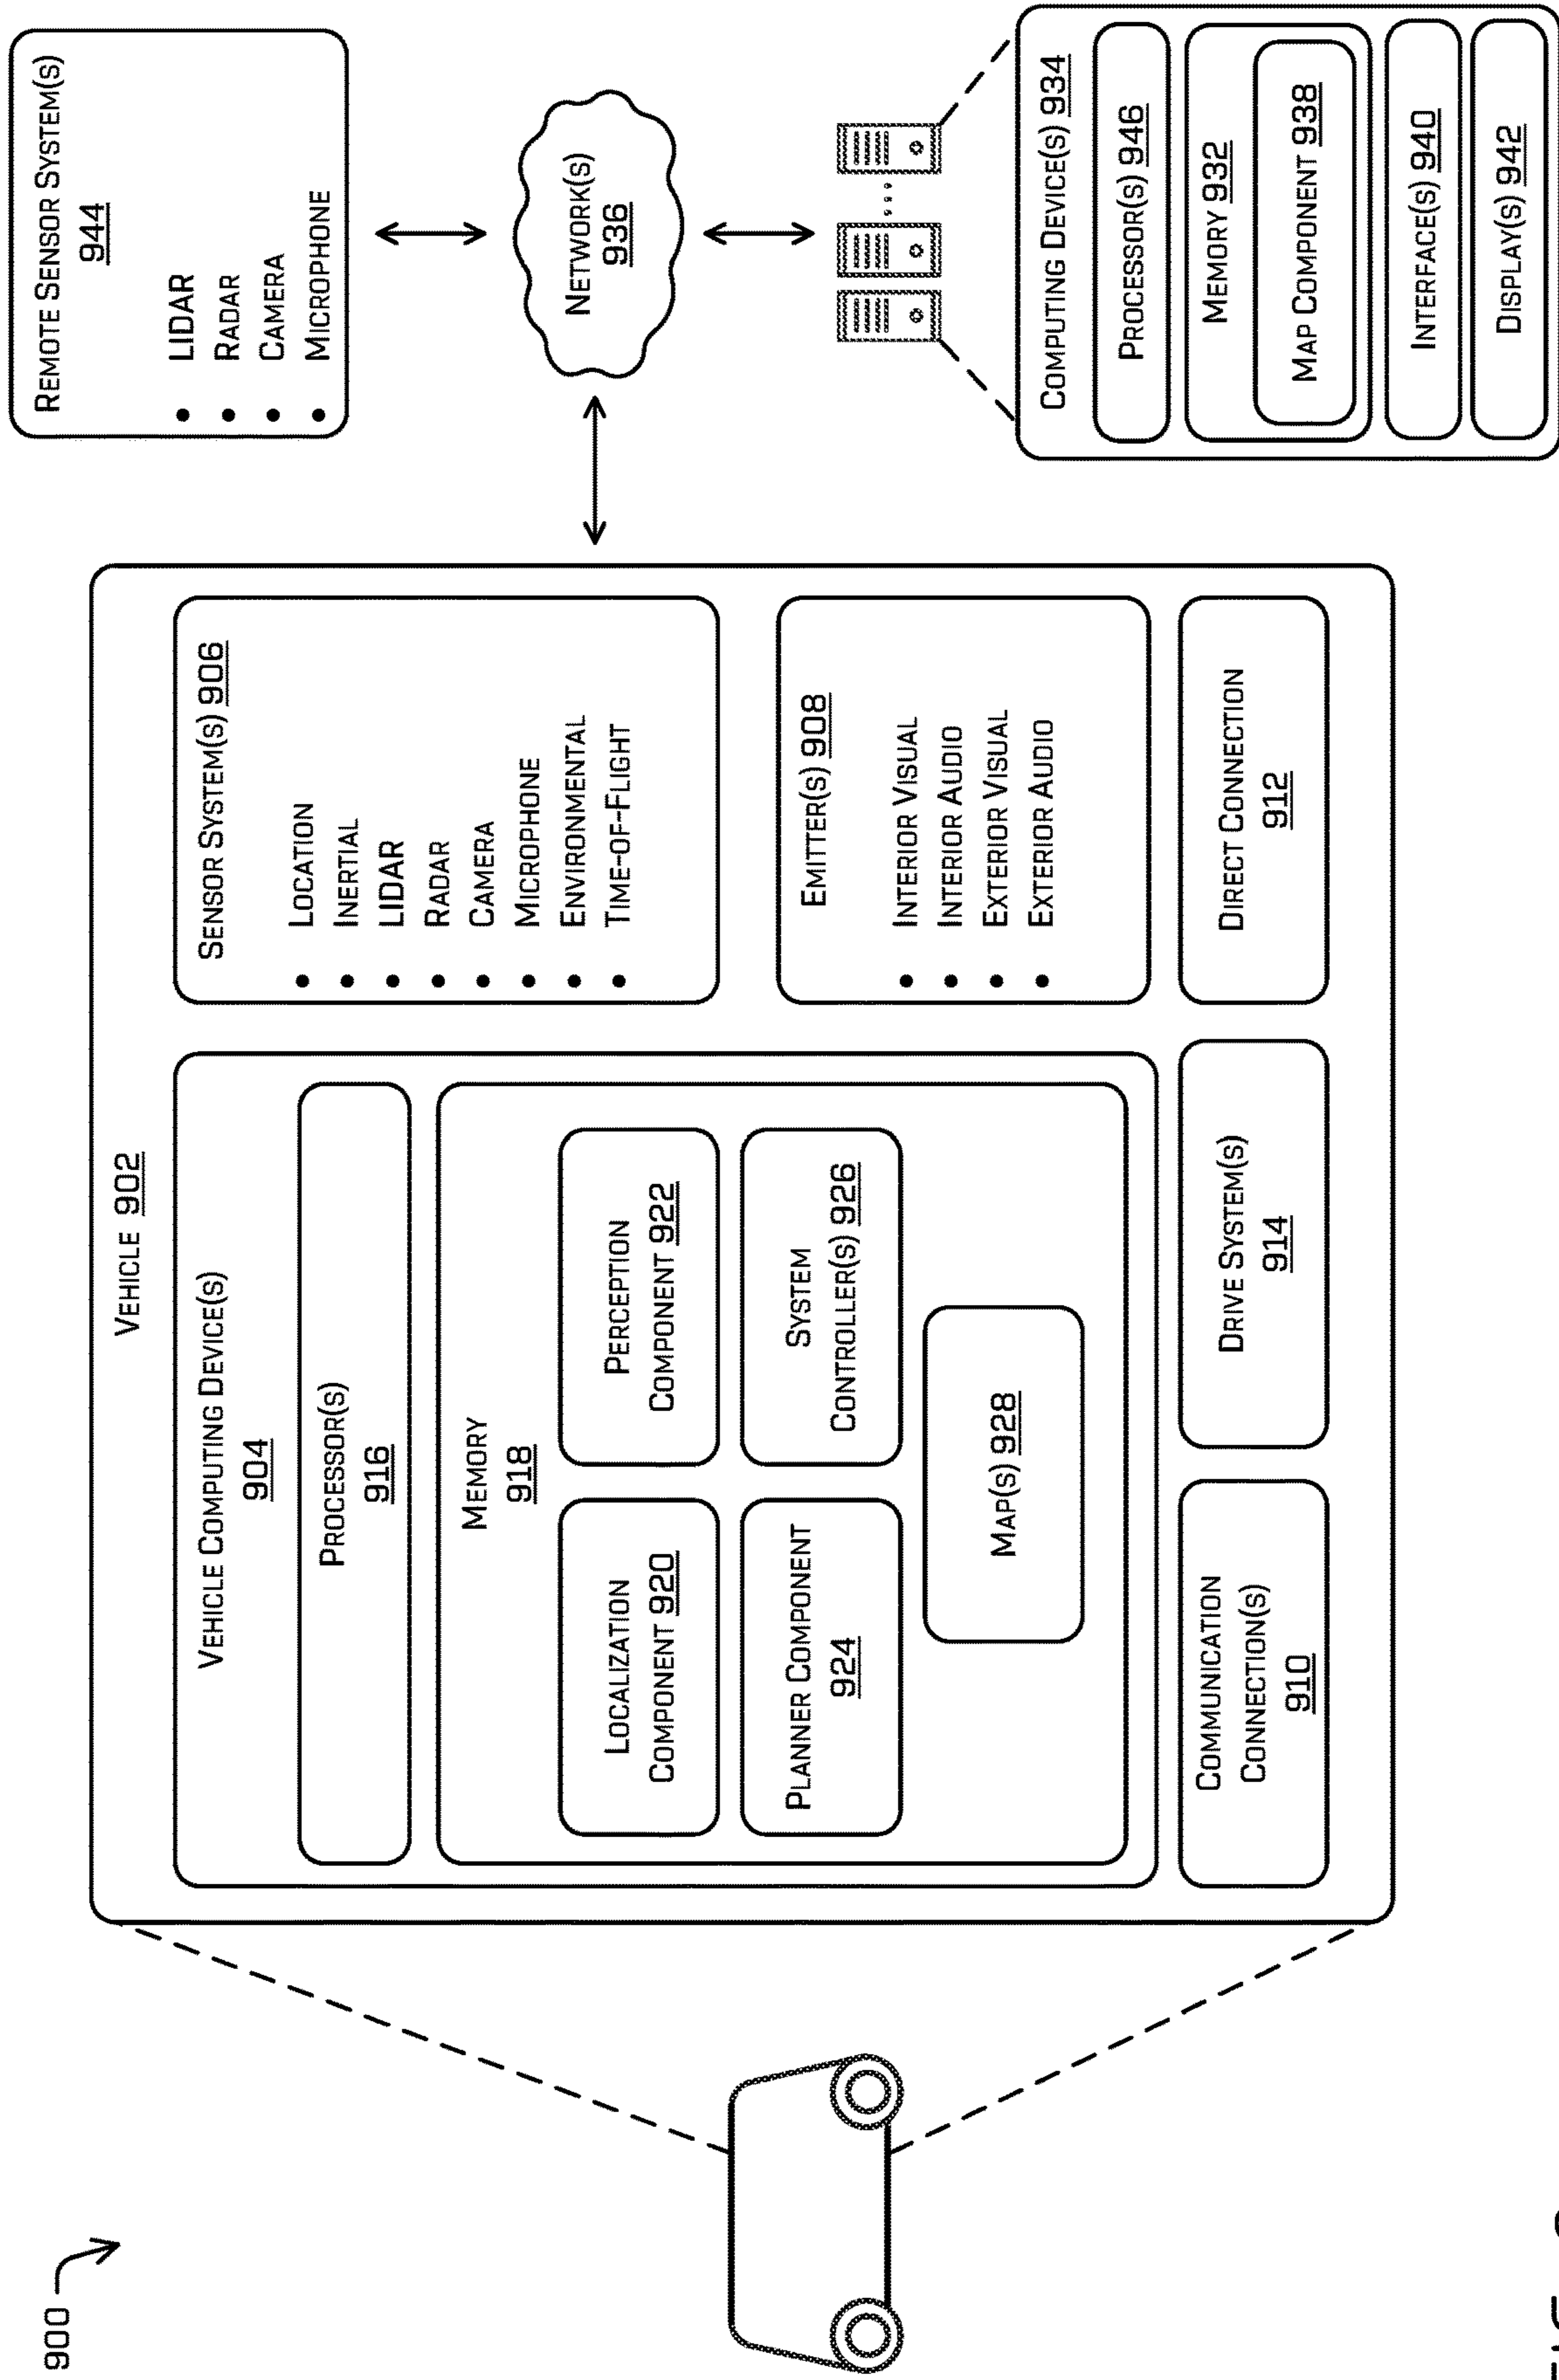 900
VEHICLE 902
VEHICLE COMPUTING DEVICE(S)
904
PROCESSOR(S)
916
MEMORY
918
LOCALIZATION
COMPONENT 920
PERCEPTION
COMPONENT 922
PLANNER COMPONENT
924
SYSTEM
CONTROLLER(S) 926
MAP(S) 928
SENSOR SYSTEM(S) 906
• LOCATION
• INERTIAL
• LIDAR
• RADAR
• CAMERA
• MICROPHONE
• ENVIRONMENTAL
• TIME-OF-FLIGHT
EMITTER(S) 908
• INTERIOR VISUAL
• INTERIOR AUDIO
• EXTERIOR VISUAL
• EXTERIOR AUDIO
COMMUNICATION
CONNECTION(S)
910
DRIVE SYSTEM(S)
914
DIRECT CONNECTION
912
REMOTE SENSOR SYSTEM(S)
944
• LIDAR
• RADAR
• CAMERA
• MICROPHONE
NETWORK(S)
936
COMPUTING DEVICE(S) 934
PROCESSOR(S) 946
MEMORY 932
MAP COMPONENT 938
INTERFACE(S) 940
DISPLAY(S) 942